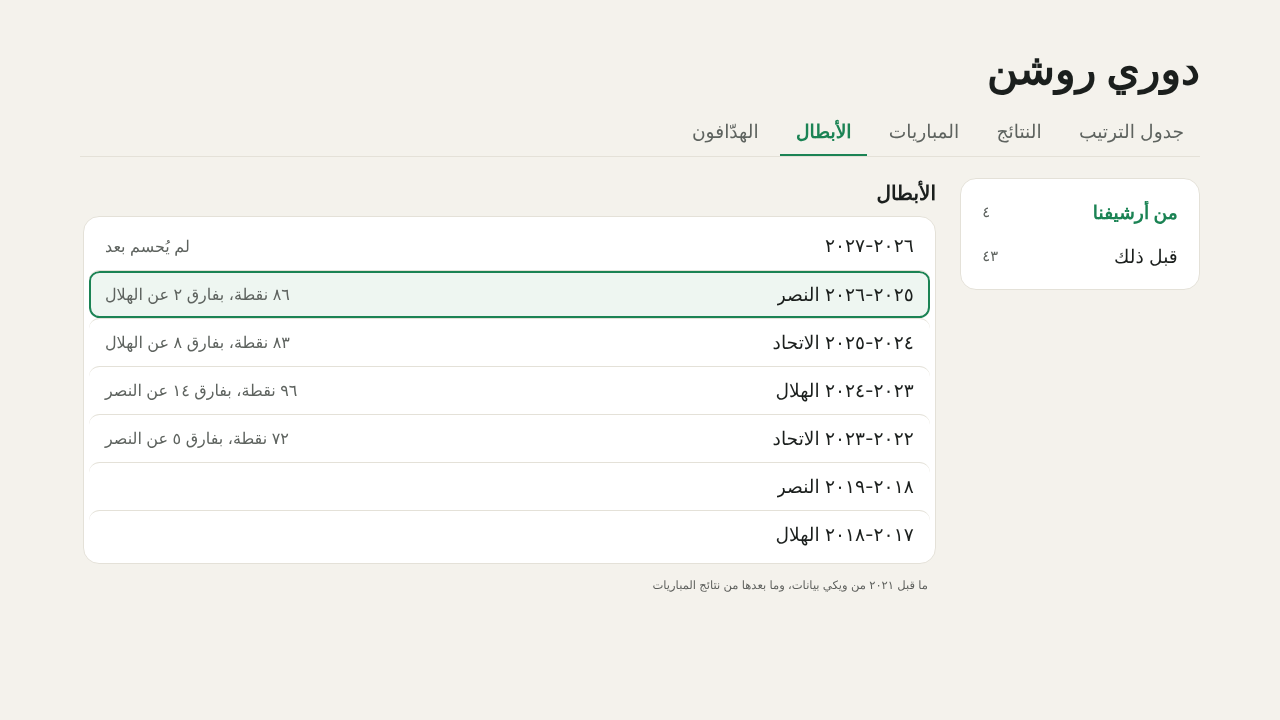 دوري روشن
جدول الترتيب
النتائج
المباريات
الأبطال
الهدّافون
من أرشيفنا ٤
قبل ذلك ٤٣
الأبطال
٢٠٢٦-٢٠٢٧ لم يُحسم بعد
٢٠٢٥-٢٠٢٦ النصر ٨٦ نقطة، بفارق ٢ عن الهلال
٢٠٢٤-٢٠٢٥ الاتحاد ٨٣ نقطة، بفارق ٨ عن الهلال
٢٠٢٣-٢٠٢٤ الهلال ٩٦ نقطة، بفارق ١٤ عن النصر
٢٠٢٢-٢٠٢٣ الاتحاد ٧٢ نقطة، بفارق ٥ عن النصر
٢٠١٨-٢٠١٩ النصر
٢٠١٧-٢٠١٨ الهلال
ما قبل ٢٠٢١ من ويكي بيانات، وما بعدها من نتائج المباريات